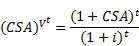 (CSA)^{v^t} = \frac{(1 + CSA)^t}{(1 + i)^t}